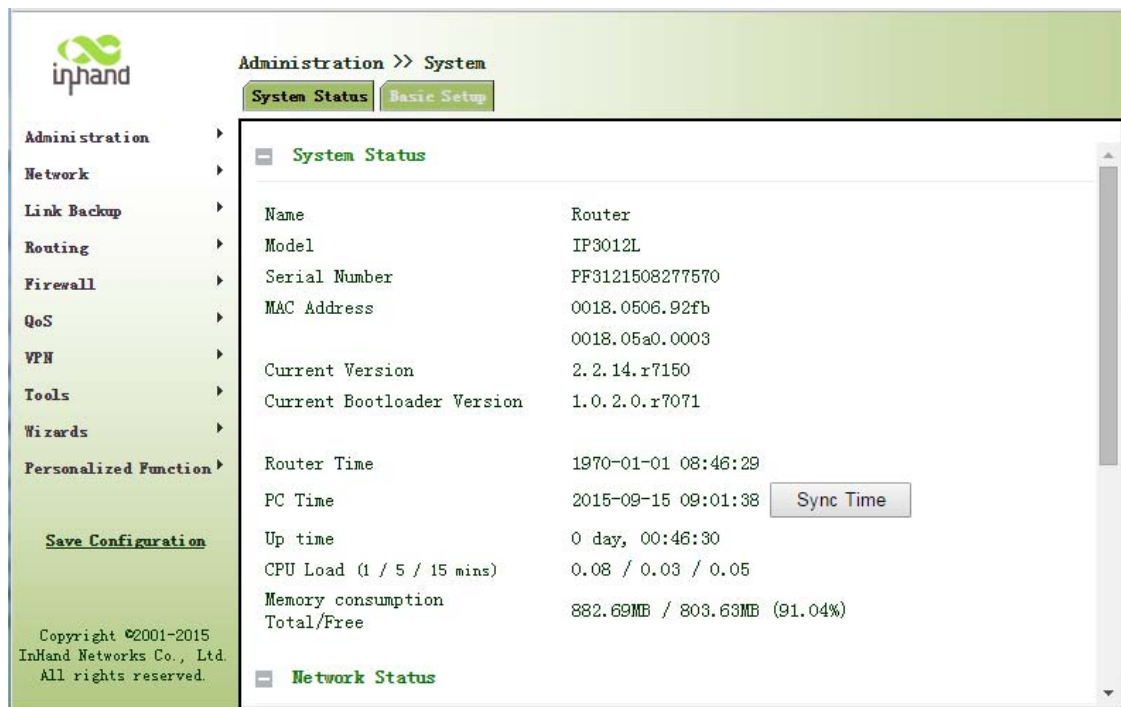 inhand
Administration >> System
System Status Basic Setup
Administration
Network
Link Backup
Routing
Firewall
QoS
VPN
Tools
Wizards
Personalized Function
Save Configuration
Copyright ©2001-2015
InHand Networks Co., Ltd.
All rights reserved.
System Status
Name Router
Model IP3012L
Serial Number PF3121508277570
MAC Address 0018.0506.92fb
0018.05a0.0003
Current Version 2.2.14.r7150
Current Bootloader Version 1.0.2.0.r7071
Router Time 1970-01-01 08:46:29
PC Time 2015-09-15 09:01:38 Sync Time
Up time 0 day, 00:46:30
CPU Load (1 / 5 / 15 mins) 0.08 / 0.03 / 0.05
Memory consumption
Total/Free 882.69MB / 803.63MB (91.04%)
Network Status